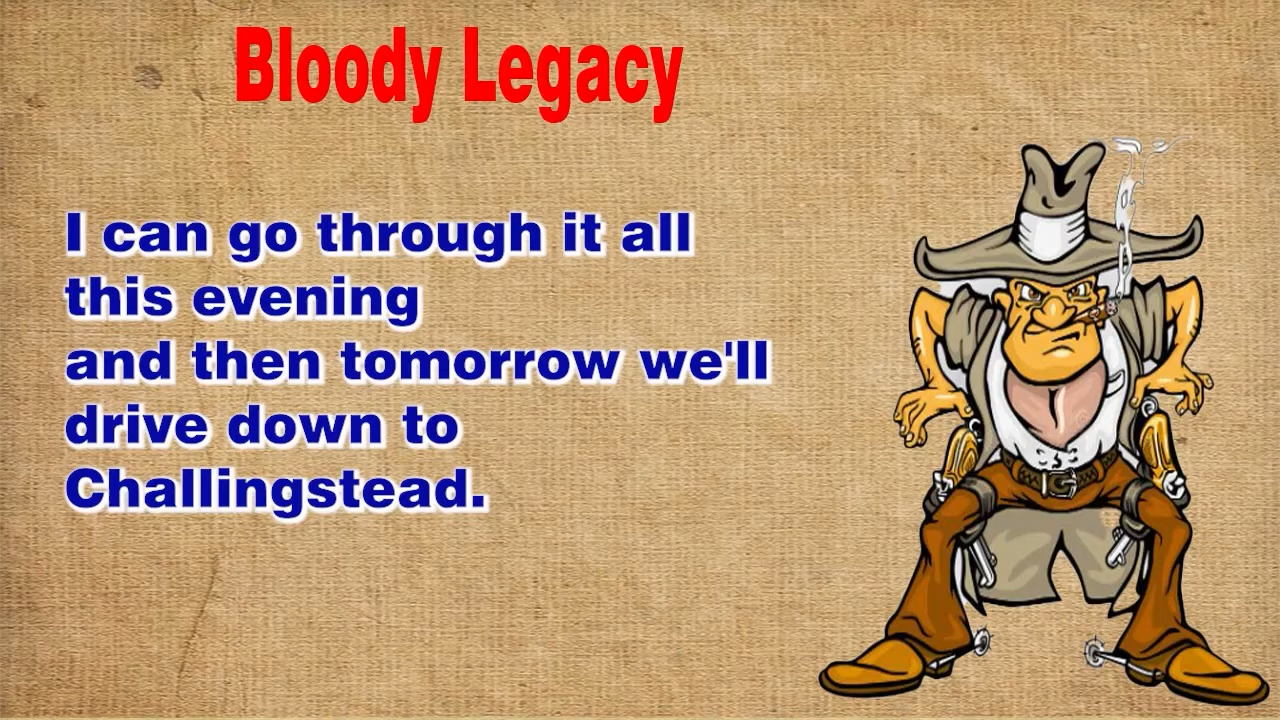 Bloody Legacy
I can go through it all
this evening
and then tomorrow we'll
drive down to
Challingstead.